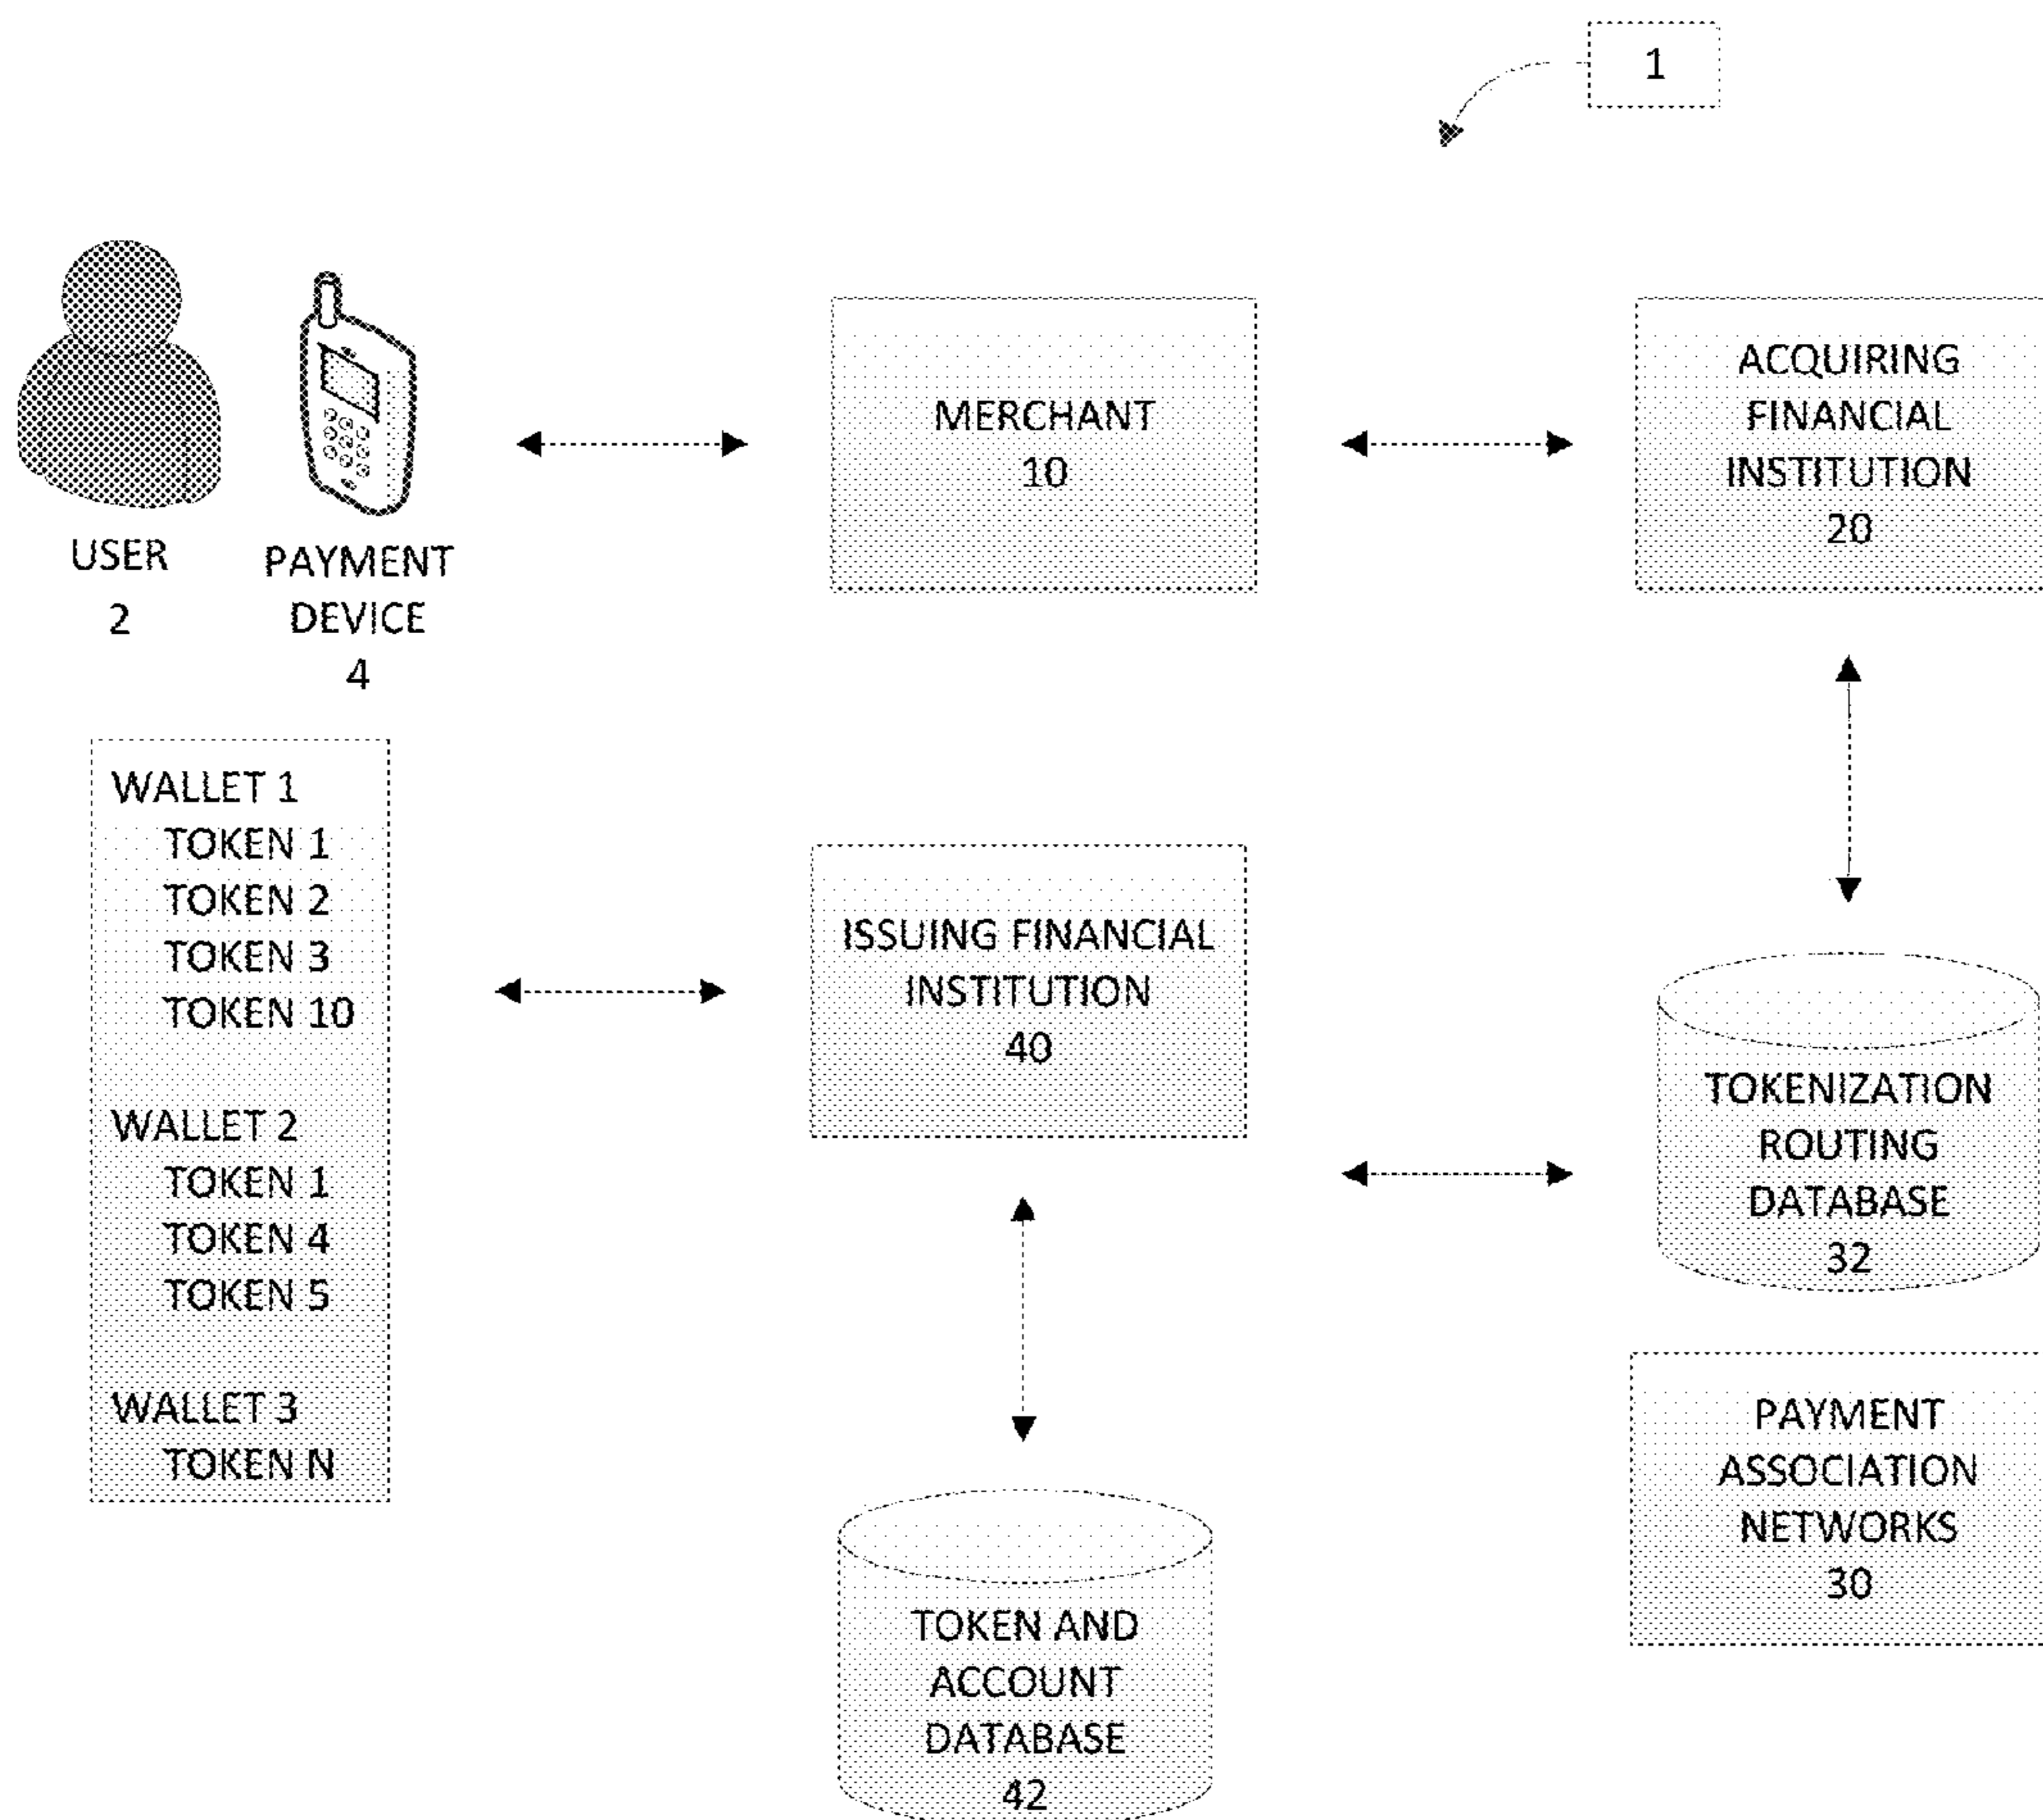 1
USER
2
PAYMENT
DEVICE
4
MERCHANT
10
ACQUIRING
FINANCIAL
INSTITUTION
20
WALLET 1
TOKEN 1
TOKEN 2
TOKEN 3
TOKEN 10
WALLET 2
TOKEN 1
TOKEN 4
TOKEN 5
WALLET 3
TOKEN N
ISSUING FINANCIAL
INSTITUTION
40
TOKENIZATION
ROUTING
DATABASE
32
PAYMENT
ASSOCIATION
NETWORKS
30
TOKEN AND
ACCOUNT
DATABASE
42